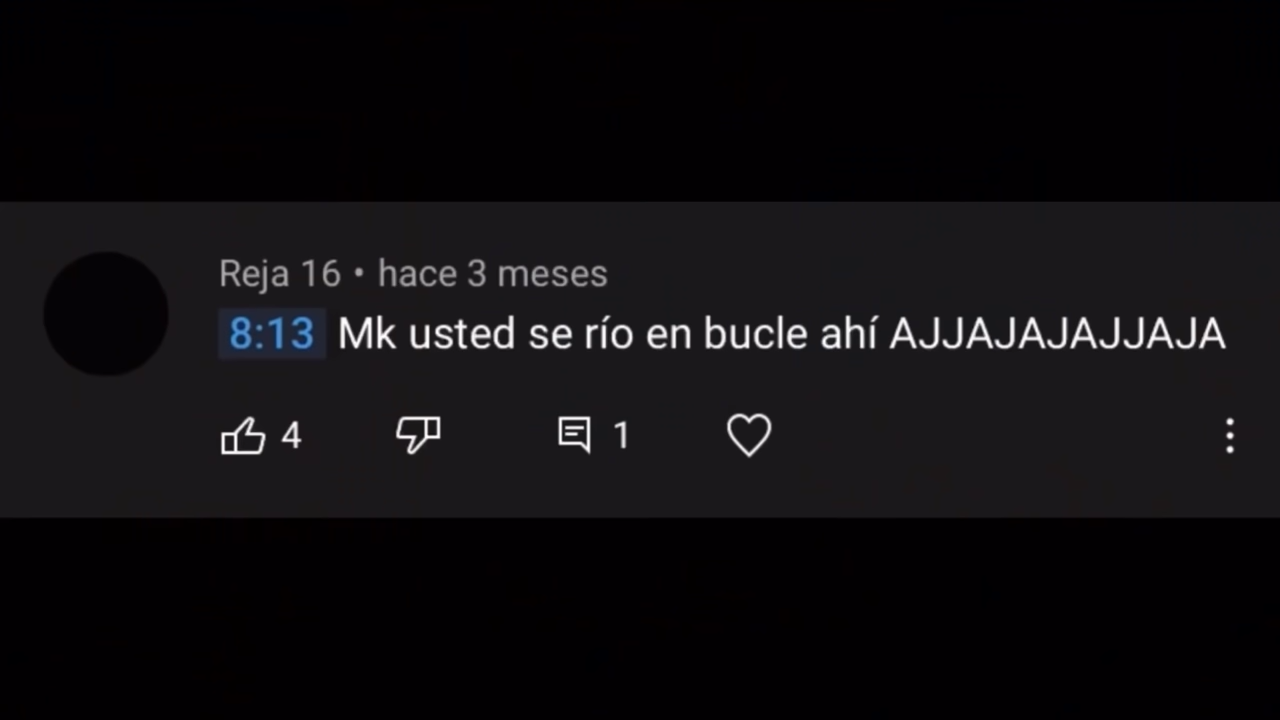 Reja 16 • hace 3 meses
8:13 Mk usted se río en bucle ahí AJJAJAJAJJAJA
4 1